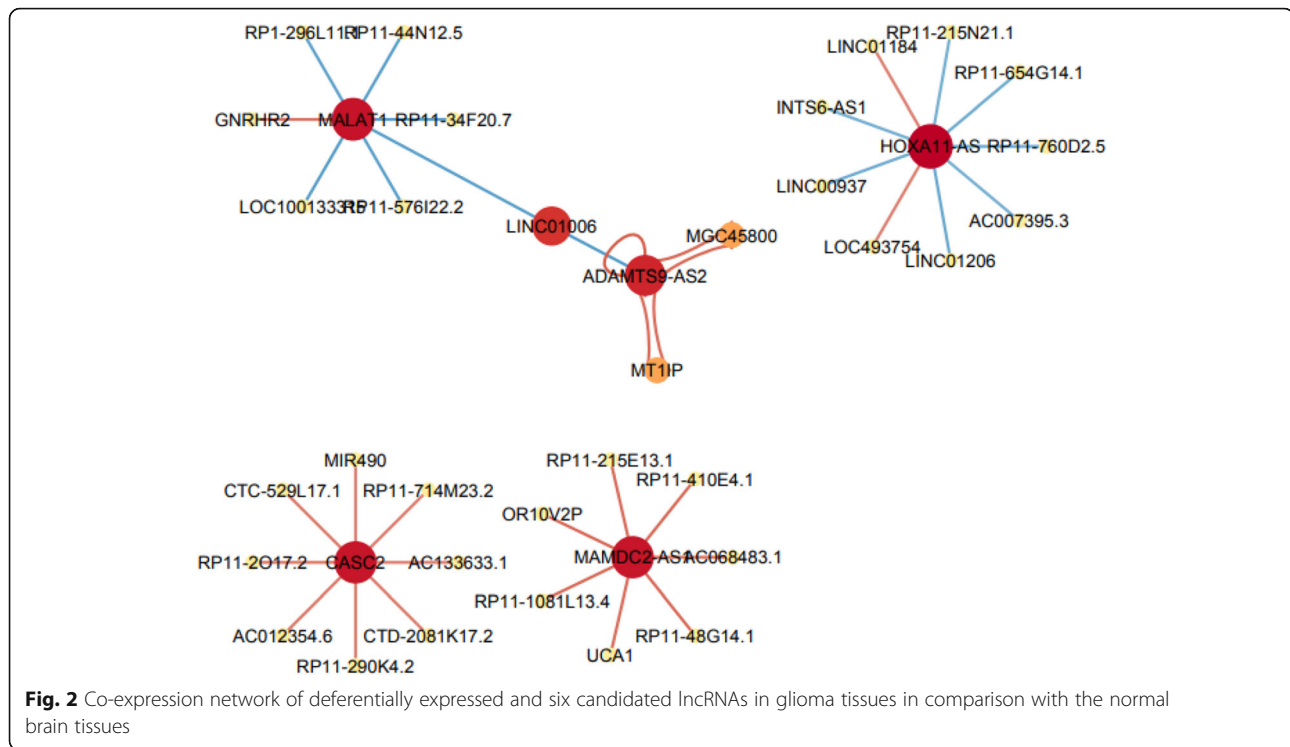 RP1-296L11.1
RP11-44N12.5
GNRHR2
MALAT1
RP11-34F20.7
RP11-576I22.2
LINC01006
ADAMTS9-AS2
MGC45800
MT1IP
LINC01184
RP11-215N21.1
RP11-654G14.1
INTS6-AS1
HOXA11-AS
RP11-760D2.5
LINC00937
AC007395.3
LOC493754
LINC01206
MIR490
CTC-529L17.1
RP11-714M23.2
RP11-2O17.2
CASC2
AC133633.1
AC012354.6
CTD-2081K17.2
RP11-290K4.2
RP11-215E13.1
RP11-410E4.1
OR10V2P
MAMDC2-AS1
AC068483.1
RP11-1081L13.4
RP11-48G14.1
UCA1
Fig. 2 Co-expression network of deferentially expressed and six candidated lncRNAs in glioma tissues in comparison with the normal
brain tissues